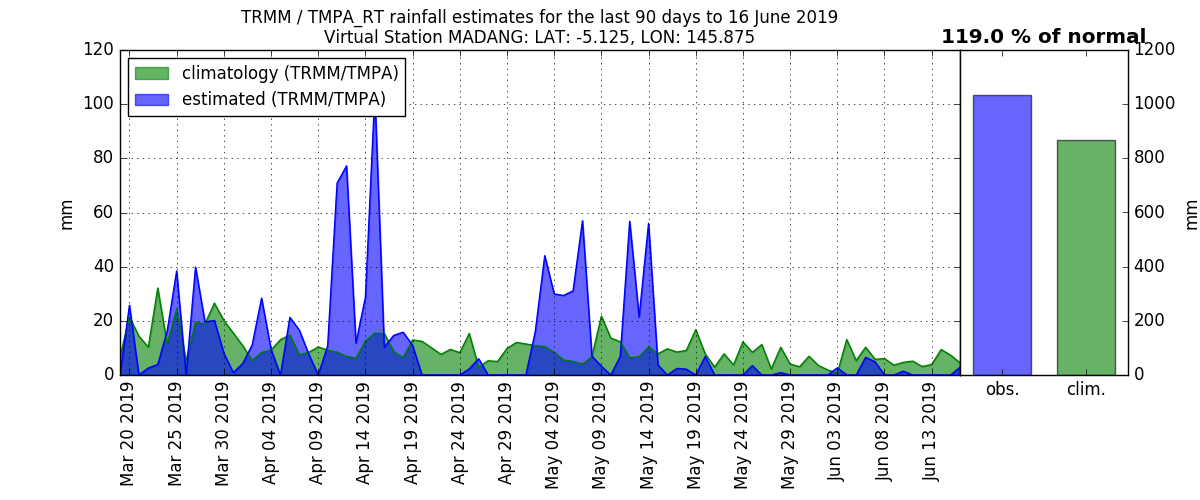 TRMM / TMPA_RT rainfall estimates for the last 90 days to 16 June 2019
Virtual Station MADANG: LAT: -5.125, LON: 145.875
119.0 % of normal
climatology (TRMM/TMPA)
estimated (TRMM/TMPA)
120
100
80
60
40
20
0
mm
Mar 20 2019
Mar 25 2019
Mar 30 2019
Apr 04 2019
Apr 09 2019
Apr 14 2019
Apr 19 2019
Apr 24 2019
Apr 29 2019
May 04 2019
May 09 2019
May 14 2019
May 19 2019
May 24 2019
May 29 2019
Jun 03 2019
Jun 08 2019
Jun 13 2019
1200
1000
800
600
400
200
0
mm
obs.
clim.